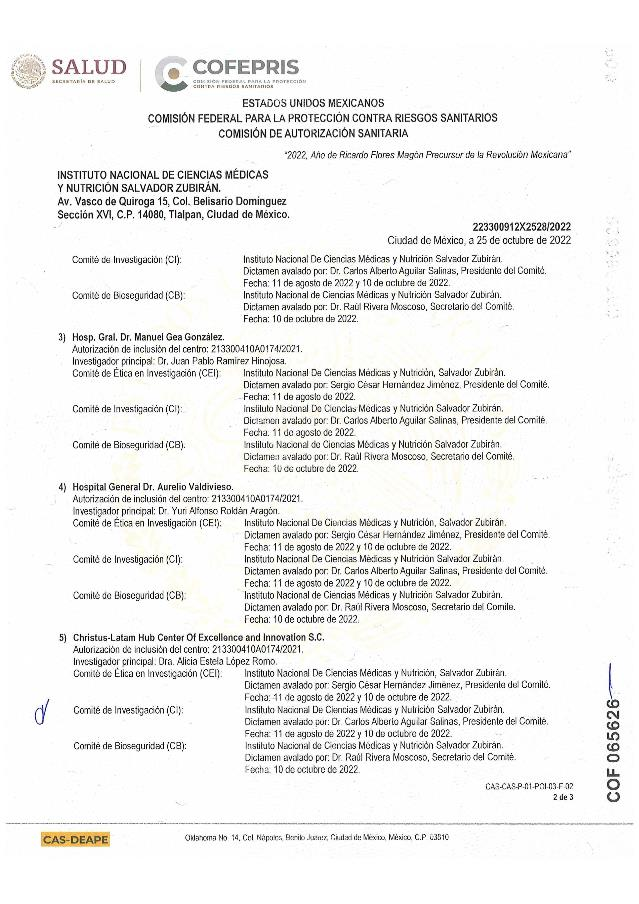 SALUD
SECRETARÍA DE SALUD
COFEPRIS
COMISIÓN FEDERAL PARA LA PROTECCIÓN
CONTRA RIESGOS SANITARIOS
ESTADOS UNIDOS MEXICANOS
COMISIÓN FEDERAL PARA LA PROTECCIÓN CONTRA RIESGOS SANITARIOS
COMISIÓN DE AUTORIZACIÓN SANITARIA
"2022, Año de Ricardo Flores Magón Precursor de la Revolución Mexicana"
INSTITUTO NACIONAL DE CIENCIAS MÉDICAS
Y NUTRICIÓN SALVADOR ZUBIRÁN.
Av. Vasco de Quiroga 15, Col. Belisario Domínguez
Sección XVI, C.P. 14080, Tlalpan, Ciudad de México.
223300912X2528/2022
Ciudad de México, a 25 de octubre de 2022
Comité de Investigación (CI): Instituto Nacional De Ciencias Médicas y Nutrición Salvador Zubirán.
Dictamen avalado por: Dr. Carlos Alberto Aguilar Salinas, Presidente del Comité.
Fecha: 11 de agosto de 2022 y 10 de octubre de 2022.
Comité de Bioseguridad (CB): Instituto Nacional de Ciencias Médicas y Nutrición Salvador Zubirán.
Dictamen avalado por: Dr. Raúl Rivera Moscoso, Secretario del Comité.
Fecha: 10 de octubre de 2022.
3) Hosp. Gral. Dr. Manuel Gea González.
Autorización de inclusión del centro: 213300410A0174/2021.
Investigador principal: Dr. Juan Pablo Ramírez Hinojosa.
Comité de Ética en Investigación (CEI): Instituto Nacional De Ciencias Médicas y Nutrición, Salvador Zubirán.
Dictamen avalado por: Sergio César Hernández Jiménez, Presidente del Comité.
Fecha: 11 de agosto de 2022.
Comité de Investigación (CI): Instituto Nacional De Ciencias Médicas y Nutrición Salvador Zubirán.
Dictamen avalado por: Dr. Carlos Alberto Aguilar Salinas, Presidente del Comité.
Fecha: 11 de agosto de 2022.
Comité de Bioseguridad (CB). Instituto Nacional de Ciencias Médicas y Nutrición Salvador Zubirán.
Dictamen avalado por: Dr. Raúl Rivera Moscoso, Secretario del Comité.
Fecha: 10 de octubre de 2022.
4) Hospital General Dr. Aurelio Valdivieso.
Autorización de inclusión del centro: 213300410A0174/2021.
Investigador principal: Dr. Yuri Alfonso Roldán Aragón.
Comité de Ética en Investigación (CEI): Instituto Nacional De Ciencias Médicas y Nutrición, Salvador Zubirán.
Dictamen avalado por: Sergio César Hernández Jiménez, Presidente del Comité.
Fecha: 11 de agosto de 2022 y 10 de octubre de 2022.
Comité de Investigación (CI): Instituto Nacional De Ciencias Médicas y Nutrición Salvador Zubirán.
Dictamen avalado por: Dr. Carlos Alberto Aguilar Salinas, Presidente del Comité.
Fecha: 11 de agosto de 2022 y 10 de octubre de 2022.
Comité de Bioseguridad (CB): Instituto Nacional de Ciencias Médicas y Nutrición Salvador Zubirán.
Dictamen avalado por: Dr. Raúl Rivera Moscoso, Secretario del Comite.
Fecha: 10 de octubre de 2022.
5) Christus-Latam Hub Center Of Excellence and Innovation S.C.
Autorización de inclusión del centro: 213300410A0174/2021.
Investigador principal: Dra. Alicia Estela López Romo.
Comité de Ética en Investigación (CEI): Instituto Nacional De Ciencias Médicas y Nutrición, Salvador Zubirán.
Dictamen avalado por: Sergio César Hernández Jiménez, Presidente del Comité.
Fecha: 11 de agosto de 2022 y 10 de octubre de 2022.
Comité de Investigación (CI): Instituto Nacional De Ciencias Médicas y Nutrición Salvador Zubirán.
Dictamen avalado por: Dr. Carlos Alberto Aguilar Salinas, Presidente del Comité.
Fecha: 11 de agosto de 2022 y 10 de octubre de 2022.
Comité de Bioseguridad (CB): Instituto Nacional de Ciencias Médicas y Nutrición Salvador Zubirán.
Dictamen avalado por: Dr. Raúl Rivera Moscoso, Secretario del Comité.
Fecha: 10 de octubre de 2022.
COF 065626
CAS-CAS-P-01-POI-03-F-02
2 de 3
CAS-DEAPE
Oklahoma No. 14, Col. Nápoles, Benito Juárez, Ciudad de México, México, C.P. 03810